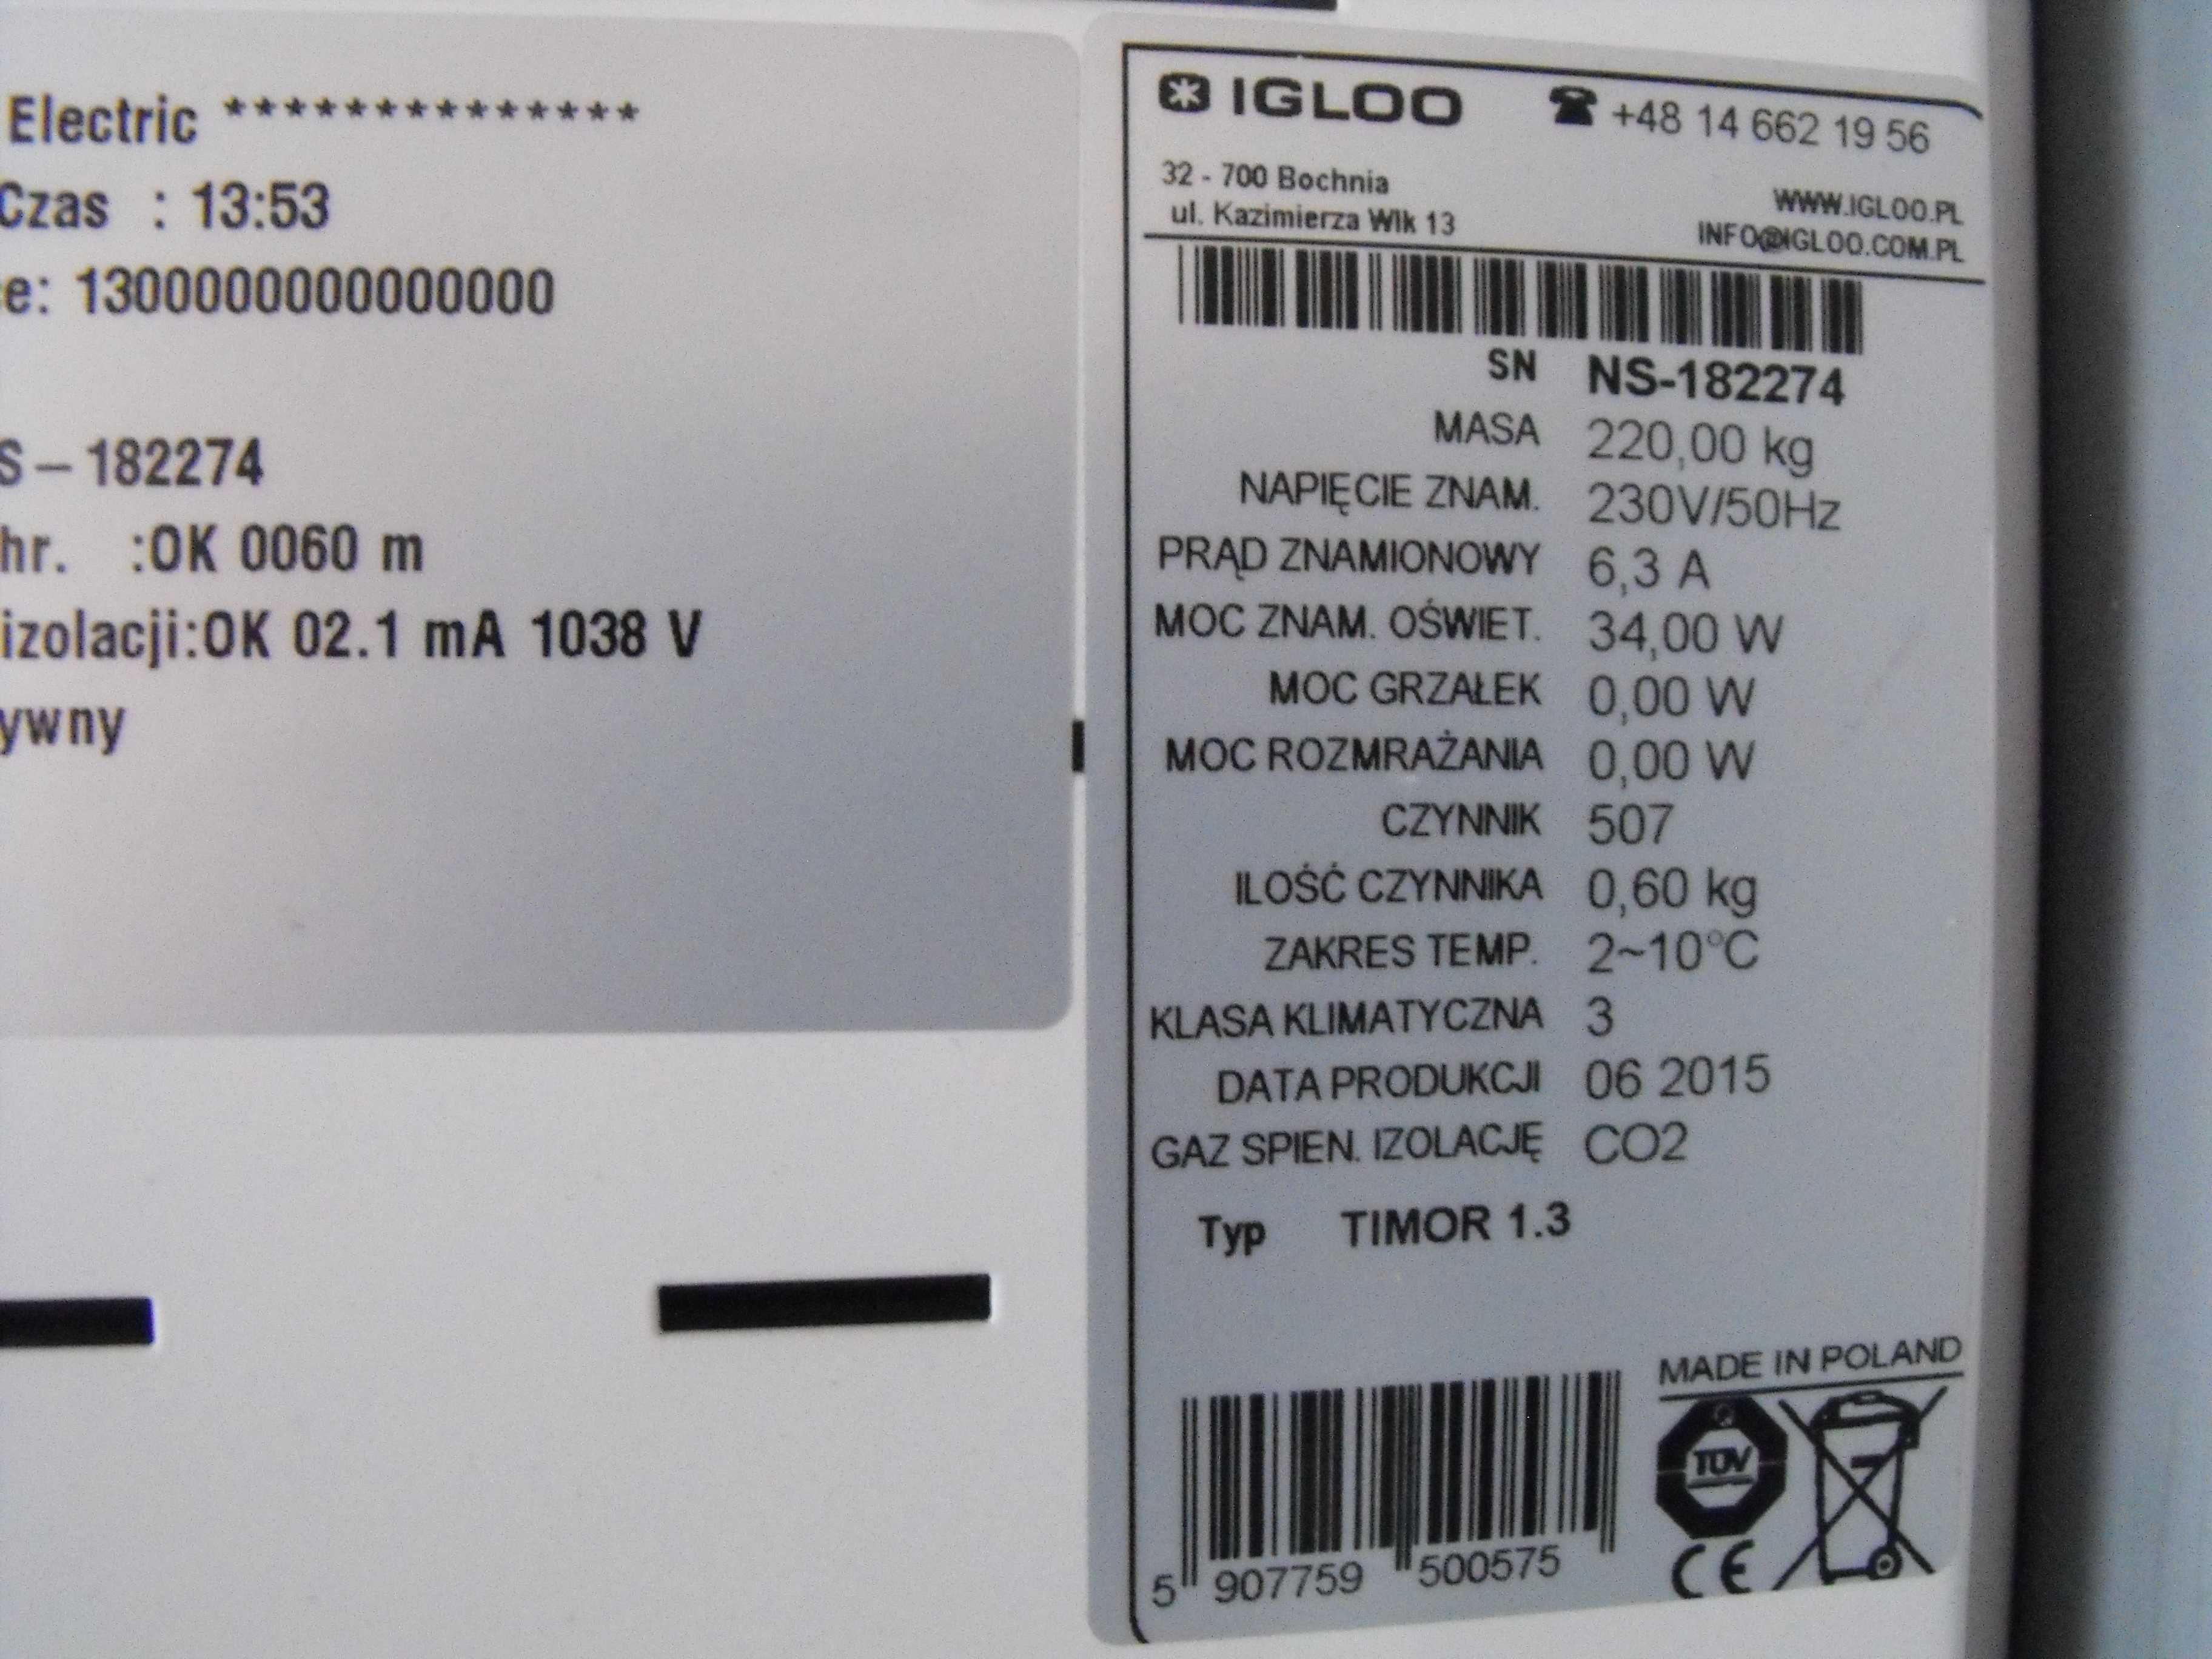 Electric **************
Czas : 13:53
e: 1300000000000000
S – 182274
hr. :OK 0060 m
izolacji:OK 02.1 mA 1038 V
ywny
IGLOO +48 14 662 19 56
32 - 700 Bochnia
ul. Kazimierza Wlk 13
WWW.IGLOO.PL
INFO@IGLOO.COM.PL
SN NS-182274
MASA 220,00 kg
NAPIĘCIE ZNAM. 230V/50Hz
PRĄD ZNAMIONOWY 6,3 A
MOC ZNAM. OŚWIET. 34,00 W
MOC GRZAŁEK 0,00 W
MOC ROZMRAŻANIA 0,00 W
CZYNNIK 507
ILOŚĆ CZYNNIKA 0,60 kg
ZAKRES TEMP. 2~10°C
KLASA KLIMATYCZNA 3
DATA PRODUKCJI 06 2015
GAZ SPIEN. IZOLACJĘ CO2
Typ TIMOR 1.3
MADE IN POLAND
TÜV
CE
5 907759 500575